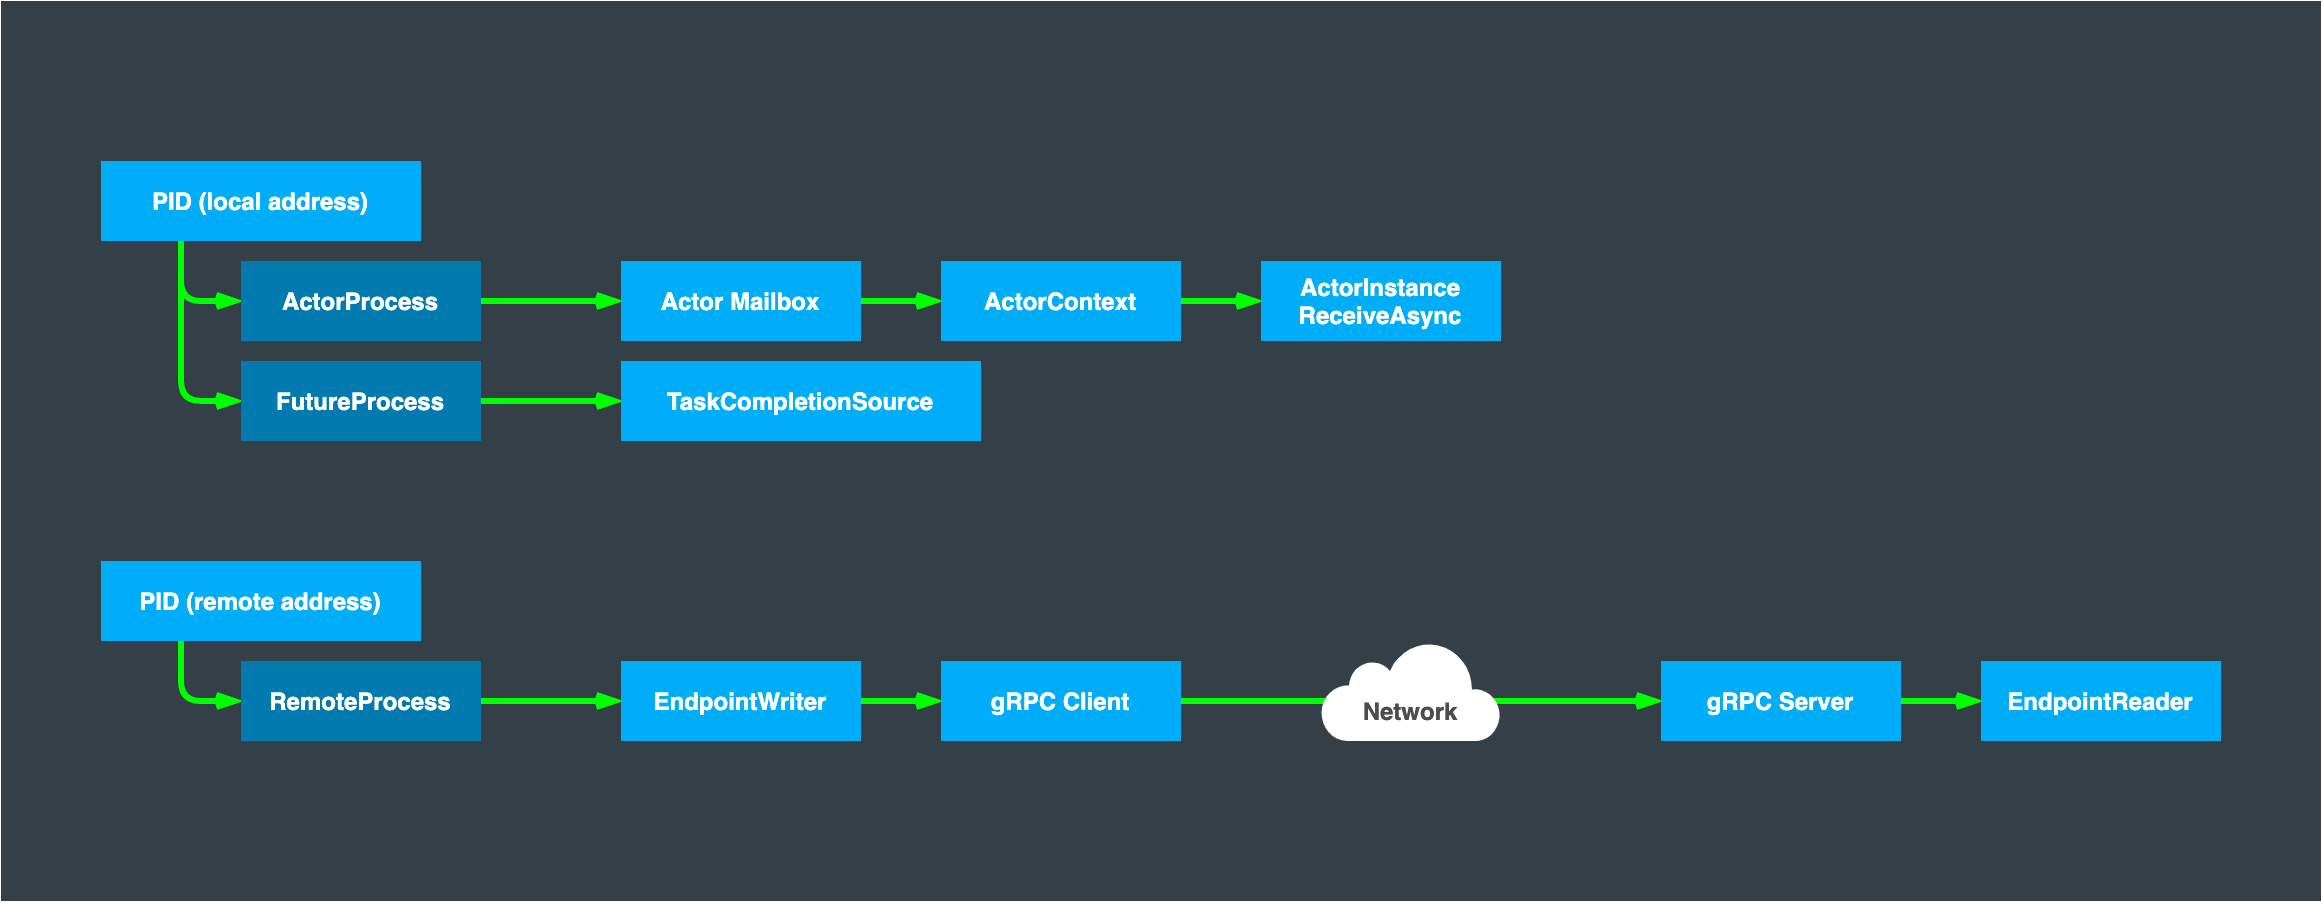 PID (local address)
ActorProcess
Actor Mailbox
ActorContext
ActorInstance
ReceiveAsync
FutureProcess
TaskCompletionSource
PID (remote address)
RemoteProcess
EndpointWriter
gRPC Client
Network
gRPC Server
EndpointReader